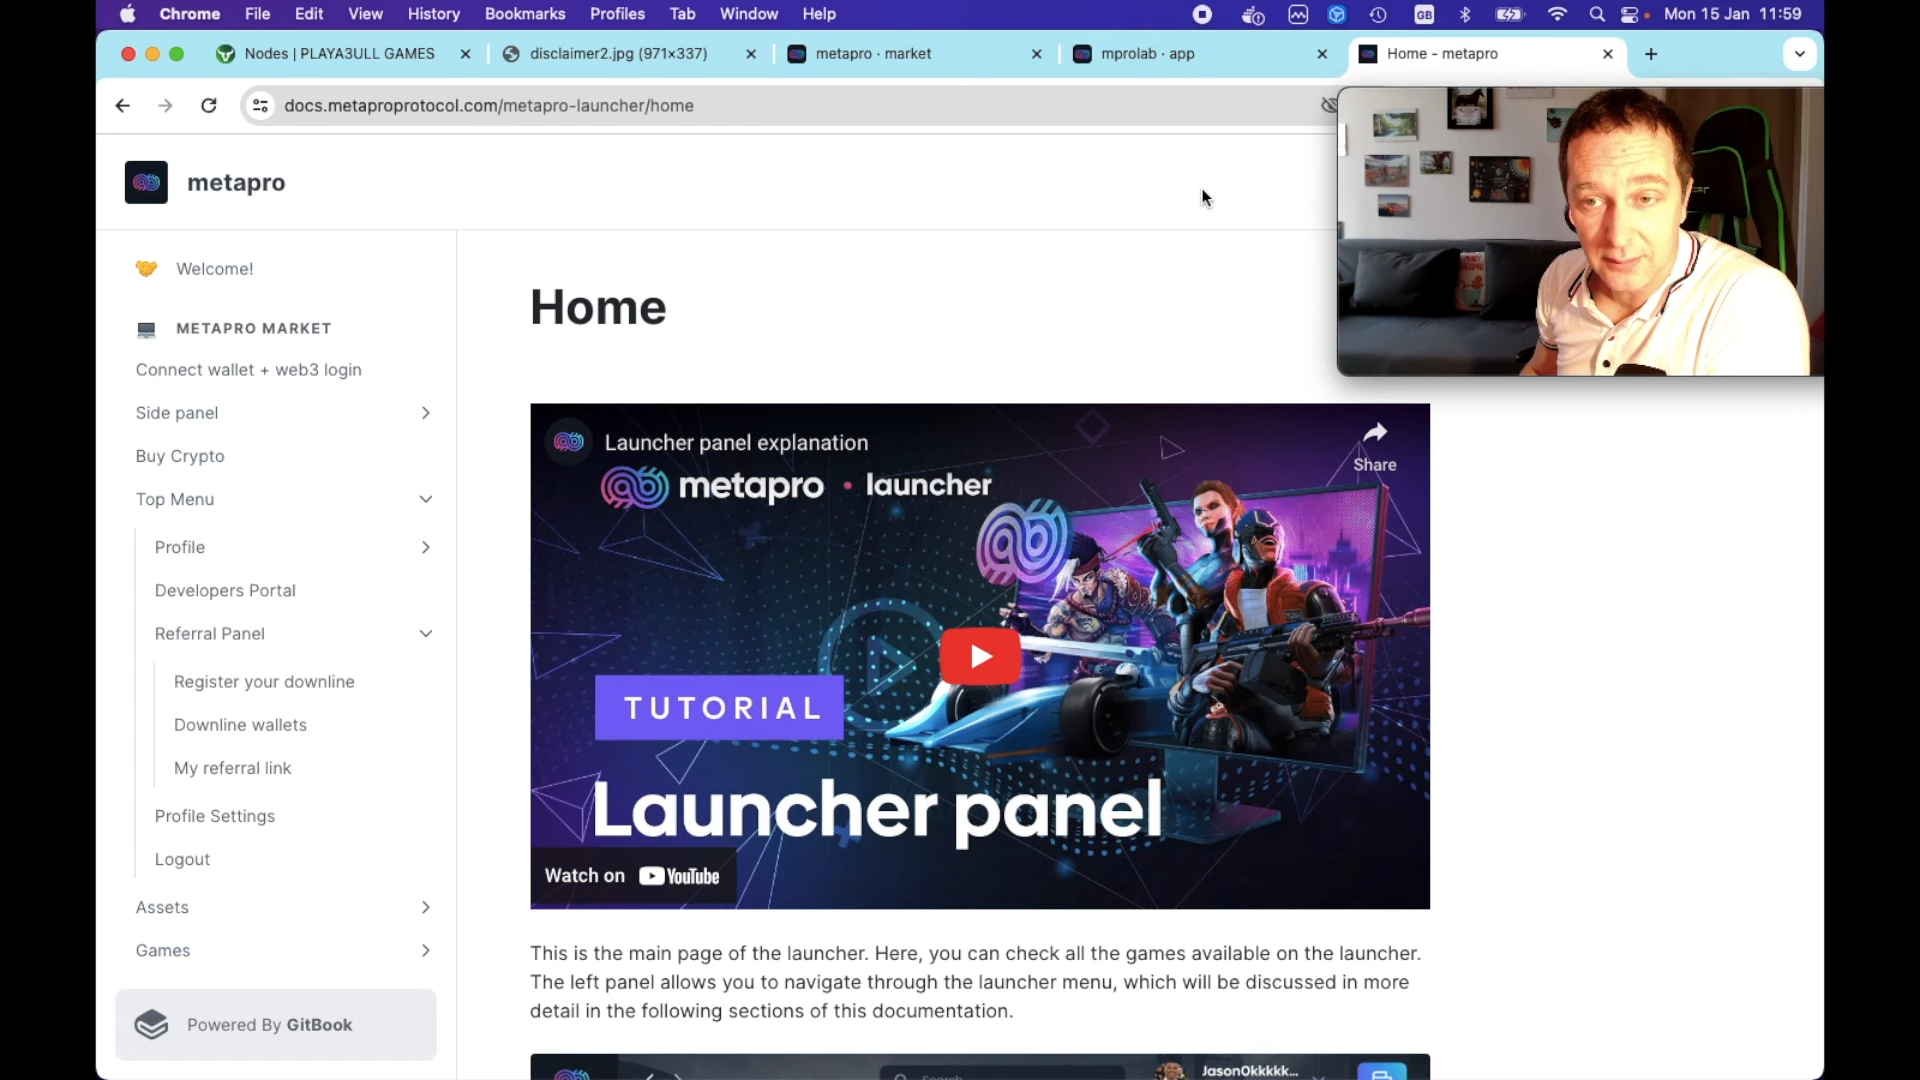 Chrome File Edit View History Bookmarks Profiles Tab Window Help GB Mon 15 Jan 11:59
Nodes | PLAYA3ULL GAMES
disclaimer2.jpg (971×337)
metapro · market
mprolab · app
Home - metapro
docs.metaproprotocol.com/metapro-launcher/home
metapro
Welcome!
METAPRO MARKET
Connect wallet + web3 login
Side panel
Buy Crypto
Top Menu
Profile
Developers Portal
Referral Panel
Register your downline
Downline wallets
My referral link
Profile Settings
Logout
Assets
Games
Powered By GitBook
Home
Launcher panel explanation
Share
metapro • launcher
TUTORIAL
Launcher panel
Watch on YouTube
This is the main page of the launcher. Here, you can check all the games available on the launcher.
The left panel allows you to navigate through the launcher menu, which will be discussed in more
detail in the following sections of this documentation.
Search
JasonOkkkkk...